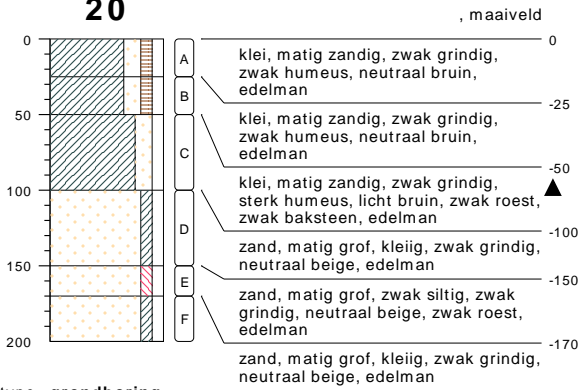 20
, maaiveld
0
50
100
150
200
A
B
C
D
E
F
klei, matig zandig, zwak grindig,
zwak humeus, neutraal bruin,
edelman
klei, matig zandig, zwak grindig,
zwak humeus, neutraal bruin,
edelman
klei, matig zandig, zwak grindig,
sterk humeus, licht bruin, zwak roest,
zwak baksteen, edelman
zand, matig grof, kleiig, zwak grindig,
neutraal beige, edelman
zand, matig grof, zwak siltig, zwak
grindig, neutraal beige, zwak roest,
edelman
zand, matig grof, kleiig, zwak grindig,
neutraal beige, edelman
0
-25
-50
-100
-150
-170
type grondboring